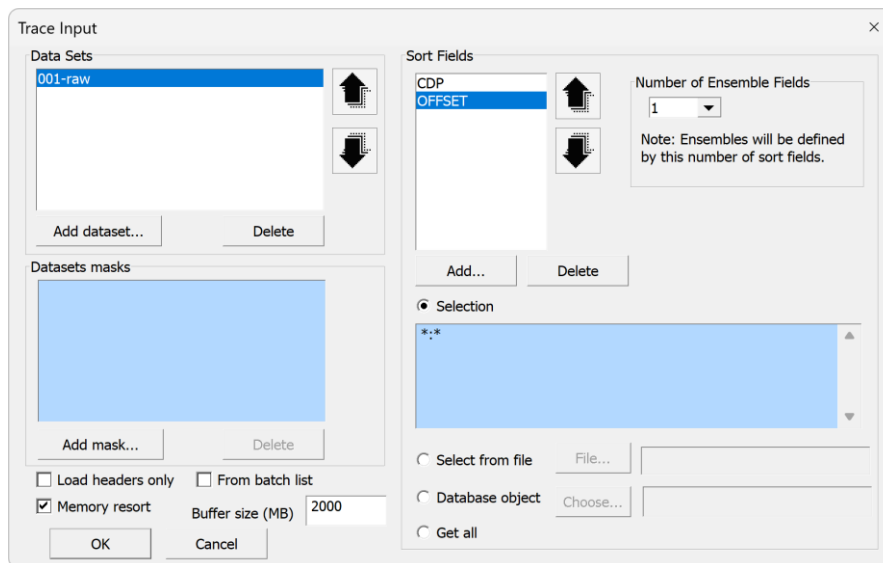 Trace Input
Data Sets
001-raw
Add dataset...
Delete
Datasets masks
Add mask...
Delete
Load headers only
From batch list
Memory resort
Buffer size (MB)
2000
OK
Cancel
Sort Fields
CDP
OFFSET
Number of Ensemble Fields
1
Note: Ensembles will be defined
by this number of sort fields.
Add...
Delete
Selection
*:*
Select from file
File...
Database object
Choose...
Get all